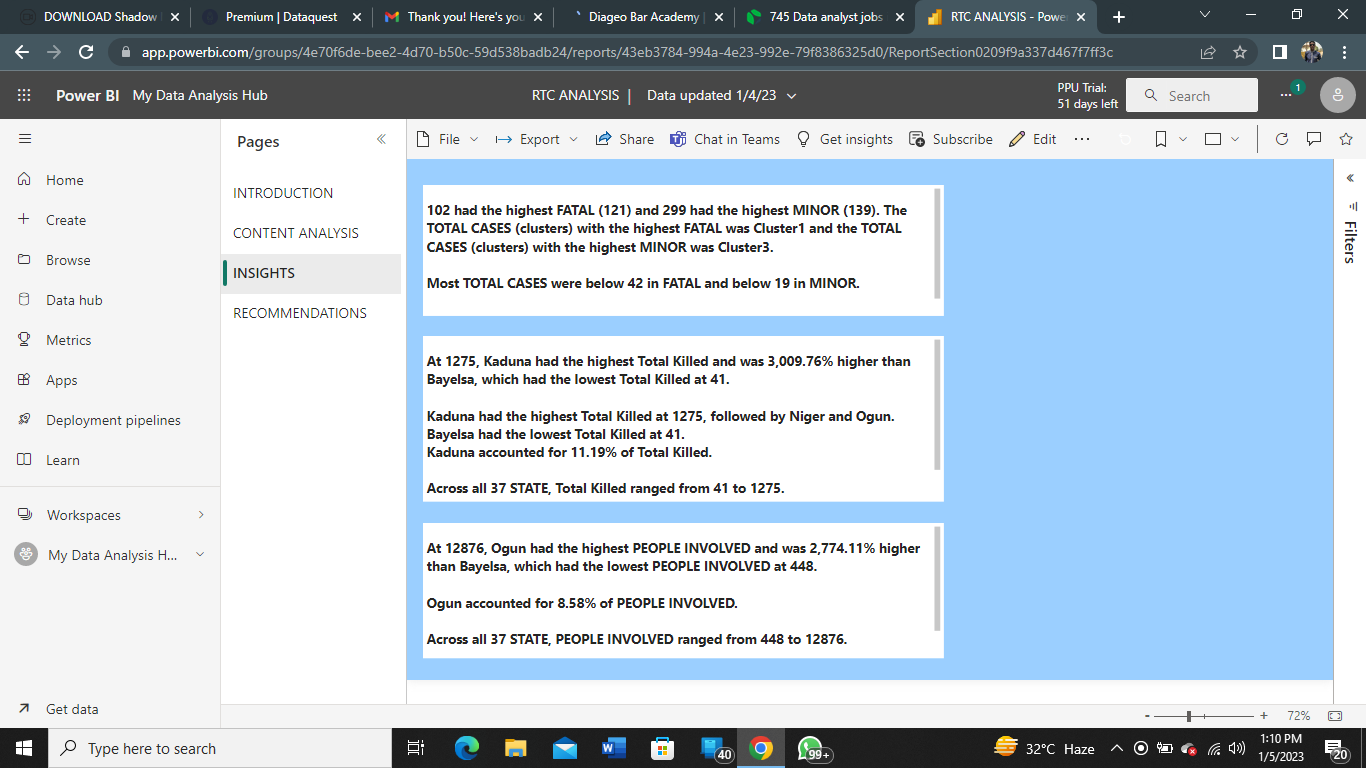 DOWNLOAD Shadow
Premium | Dataquest
Thank you! Here's you
Diageo Bar Academy |
745 Data analyst jobs
RTC ANALYSIS - Power
app.powerbi.com/groups/4e70f6de-bee2-4d70-b50c-59d538badb24/reports/43eb3784-994a-4e23-992e-79f8386325d0/ReportSection0209f9a337d467f7ff3c
Power BI My Data Analysis Hub
RTC ANALYSIS | Data updated 1/4/23
PPU Trial:
51 days left
Search
1
Pages
File
Export
Share
Chat in Teams
Get insights
Subscribe
Edit
Home
Create
Browse
Data hub
Metrics
Apps
Deployment pipelines
Learn
Workspaces
My Data Analysis H...
Get data
INTRODUCTION
CONTENT ANALYSIS
INSIGHTS
RECOMMENDATIONS
102 had the highest FATAL (121) and 299 had the highest MINOR (139). The
TOTAL CASES (clusters) with the highest FATAL was Cluster1 and the TOTAL
CASES (clusters) with the highest MINOR was Cluster3.
Most TOTAL CASES were below 42 in FATAL and below 19 in MINOR.
At 1275, Kaduna had the highest Total Killed and was 3,009.76% higher than
Bayelsa, which had the lowest Total Killed at 41.
Kaduna had the highest Total Killed at 1275, followed by Niger and Ogun.
Bayelsa had the lowest Total Killed at 41.
Kaduna accounted for 11.19% of Total Killed.
Across all 37 STATE, Total Killed ranged from 41 to 1275.
At 12876, Ogun had the highest PEOPLE INVOLVED and was 2,774.11% higher
than Bayelsa, which had the lowest PEOPLE INVOLVED at 448.
Ogun accounted for 8.58% of PEOPLE INVOLVED.
Across all 37 STATE, PEOPLE INVOLVED ranged from 448 to 12876.
Filters
- + 72%
Type here to search
40
99+
32°C Haze
1:10 PM
1/5/2023
20